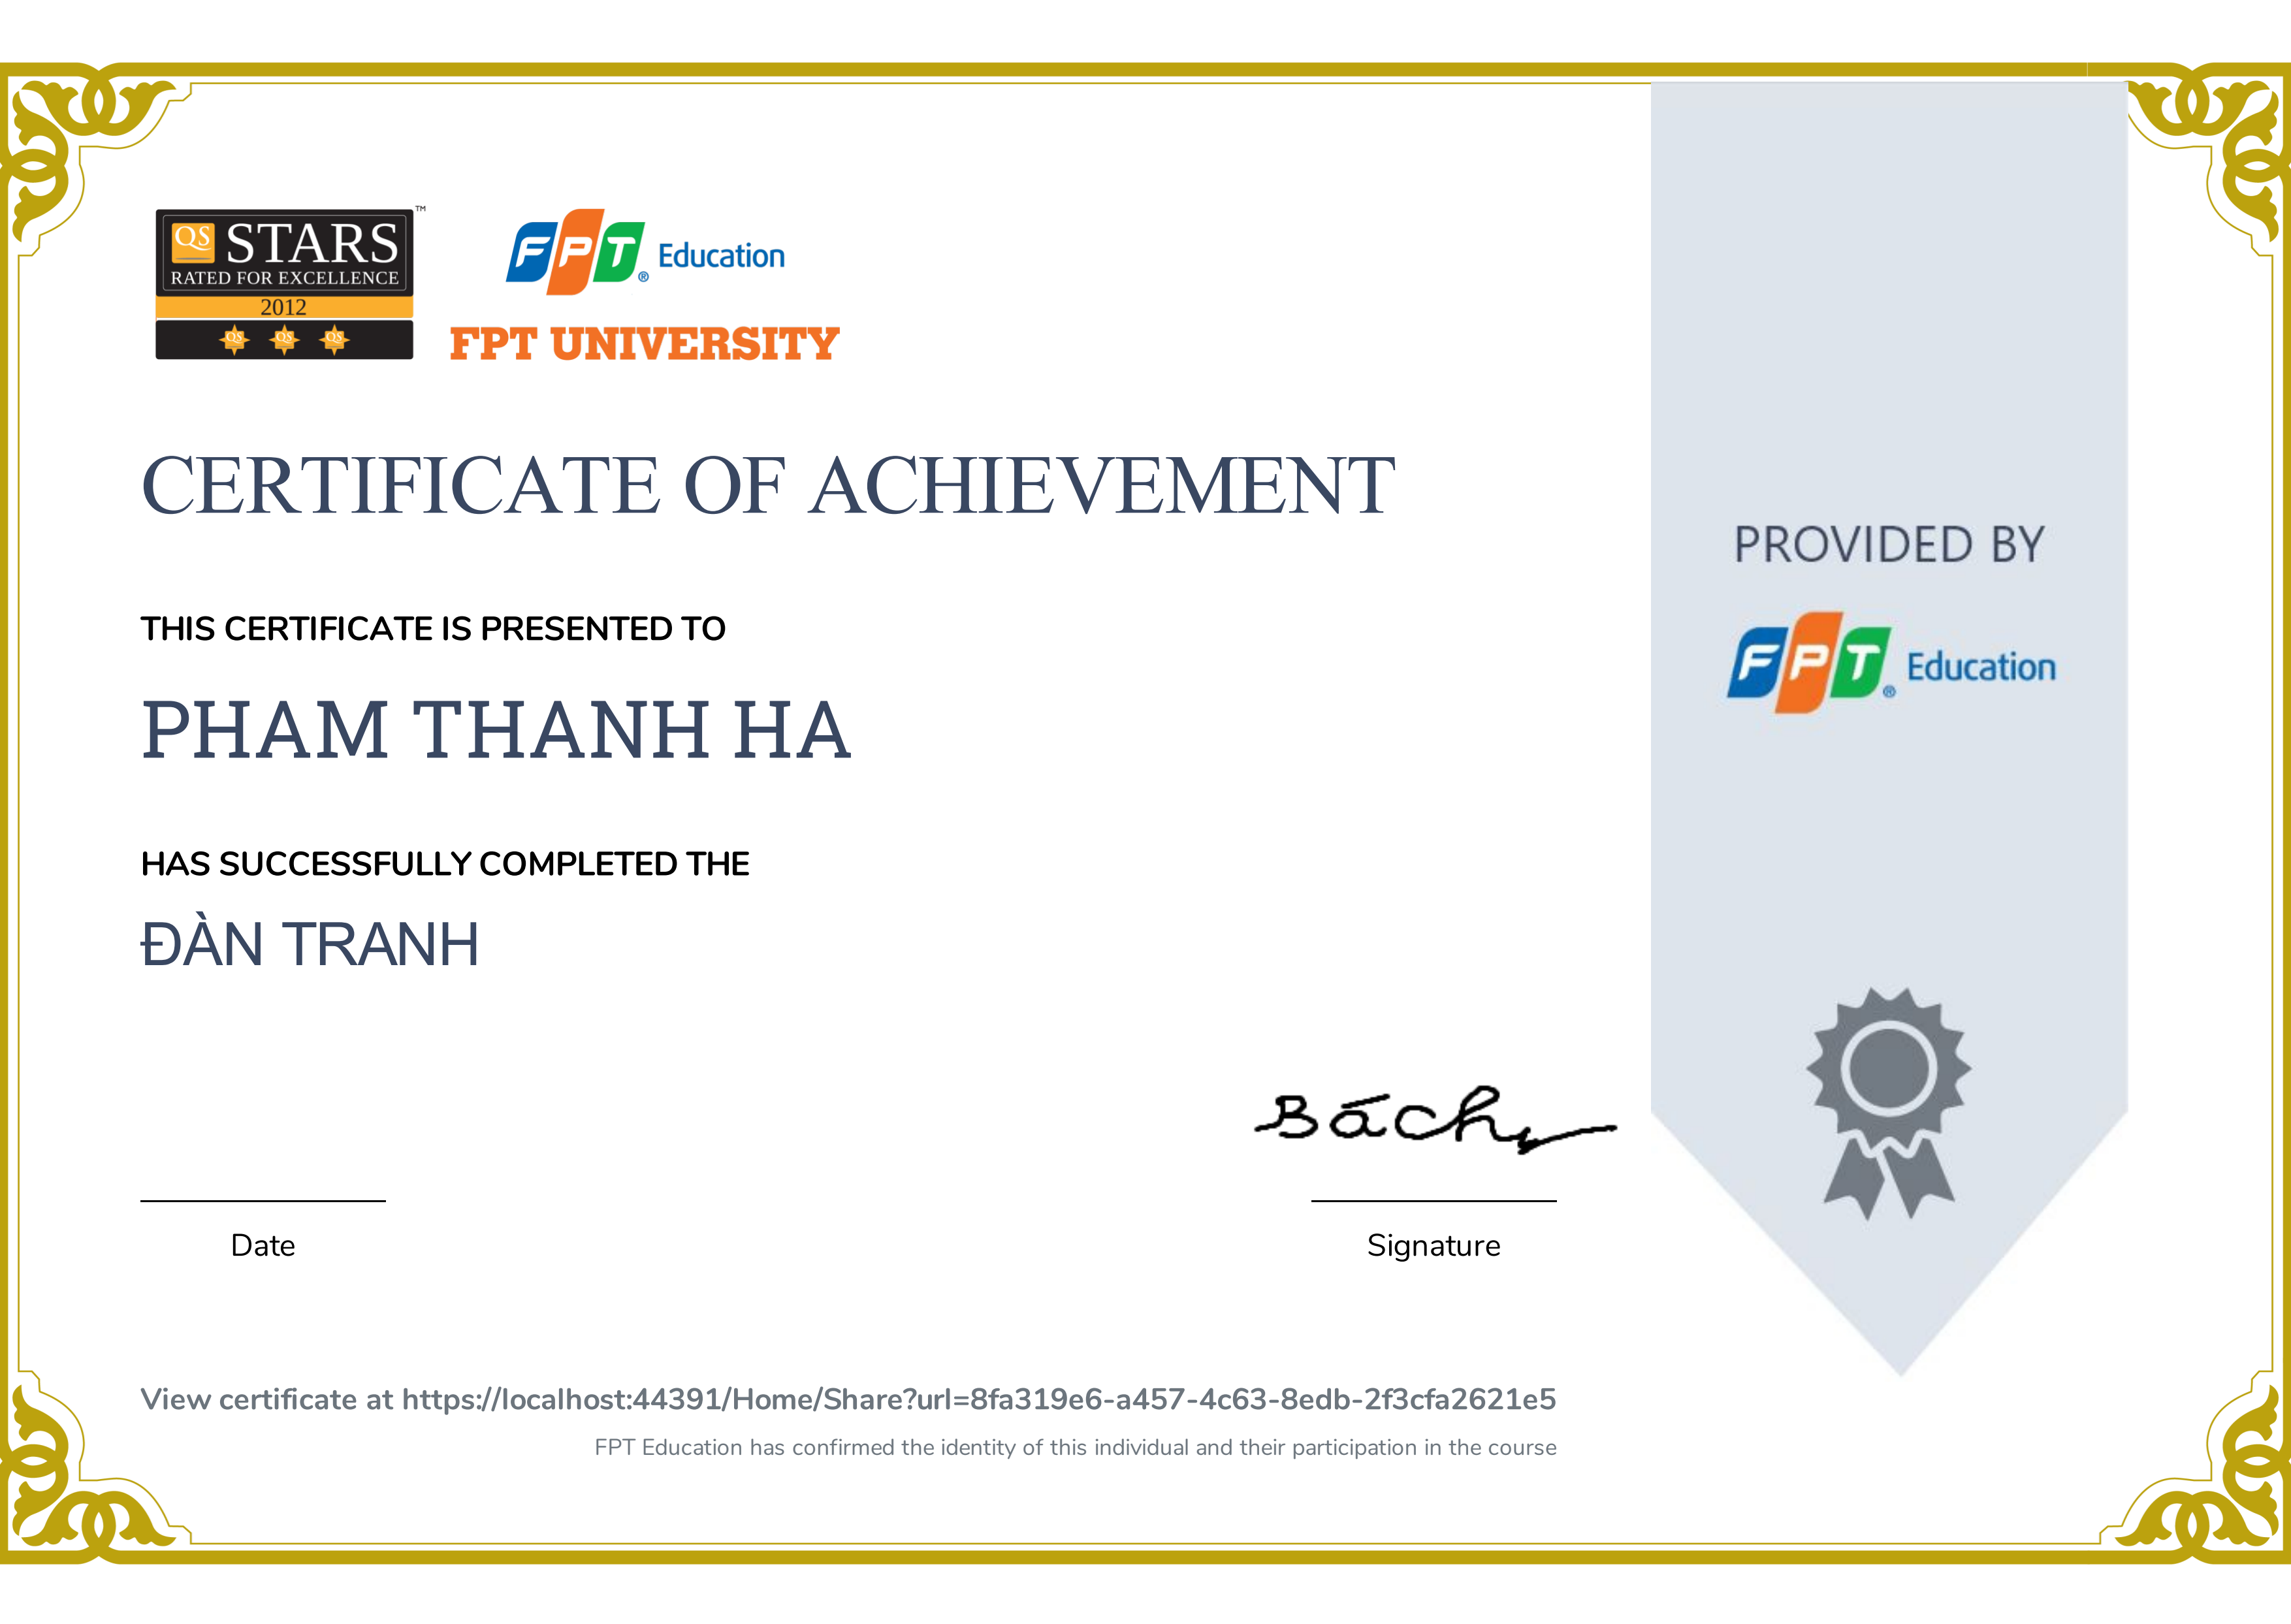 QS STARS™
RATED FOR EXCELLENCE
2012
QS QS QS
FPT® Education
FPT UNIVERSITY
CERTIFICATE OF ACHIEVEMENT
THIS CERTIFICATE IS PRESENTED TO
PHAM THANH HA
HAS SUCCESSFULLY COMPLETED THE
ĐÀN TRANH
Bách
Date
Signature
View certificate at https://localhost:44391/Home/Share?url=8fa319e6-a457-4c63-8edb-2f3cfa2621e5
FPT Education has confirmed the identity of this individual and their participation in the course
PROVIDED BY
FPT® Education